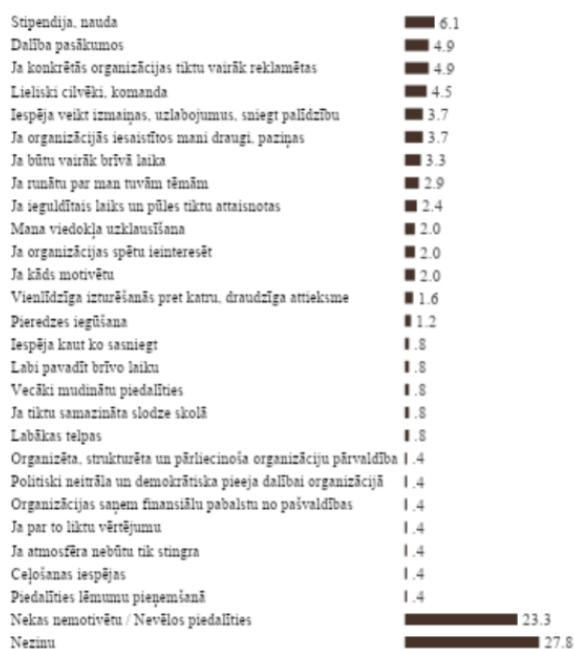 Stipendija, nauda 6.1
Dalība pasākumos 4.9
Ja konkrētās organizācijas tiktu vairāk reklamētas 4.9
Lieliski cilvēki, komanda 4.5
Iespēja veikt izmaiņas, uzlabojumus, sniegt palīdzību 3.7
Ja organizācijās iesaistītos mani draugi, paziņas 3.7
Ja būtu vairāk brīvā laika 3.3
Ja runātu par man tuvām tēmām 2.9
Ja ieguldītais laiks un pūles tiktu attaisnotas 2.4
Mana viedokļa uzklausīšana 2.0
Ja organizācijas spētu ieinteresēt 2.0
Ja kāds motivētu 2.0
Vienlīdzīga izturēšanās pret katru, draudzīga attieksme 1.6
Pieredzes iegūšana 1.2
Iespēja kaut ko sasniegt .8
Labi pavadīt brīvo laiku .8
Vecāki mudinātu piedalīties .8
Ja tiktu samazināta slodze skolā .8
Labākas telpas .8
Organizēta, strukturēta un pārliecinoša organizāciju pārvaldība .4
Politiski neitrāla un demokrātiska pieeja dalībai organizācijā .4
Organizācijas saņem finansiālu pabalstu no pašvaldības .4
Ja par to liktu vērtējumu .4
Ja atmosfēra nebūtu tik stingra .4
Ceļošanas iespējas .4
Piedalīties lēmumu pieņemšanā .4
Nekas nemotivētu / Nevēlos piedalīties 23.3
Nezinu 27.8